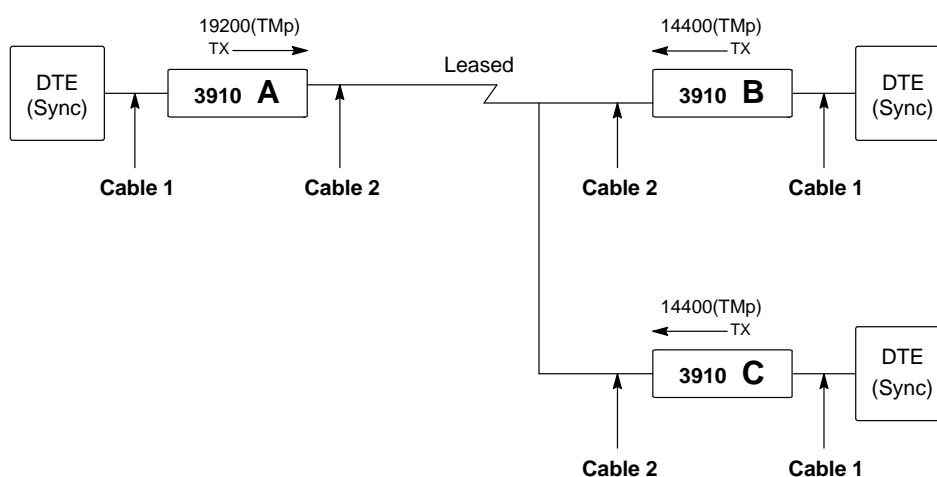 19200(TMp)
TX
14400(TMp)
TX
Leased
DTE
(Sync)
3910 A
3910 B
DTE
(Sync)
Cable 1
Cable 2
Cable 2
Cable 1
14400(TMp)
TX
3910 C
DTE
(Sync)
Cable 2
Cable 1